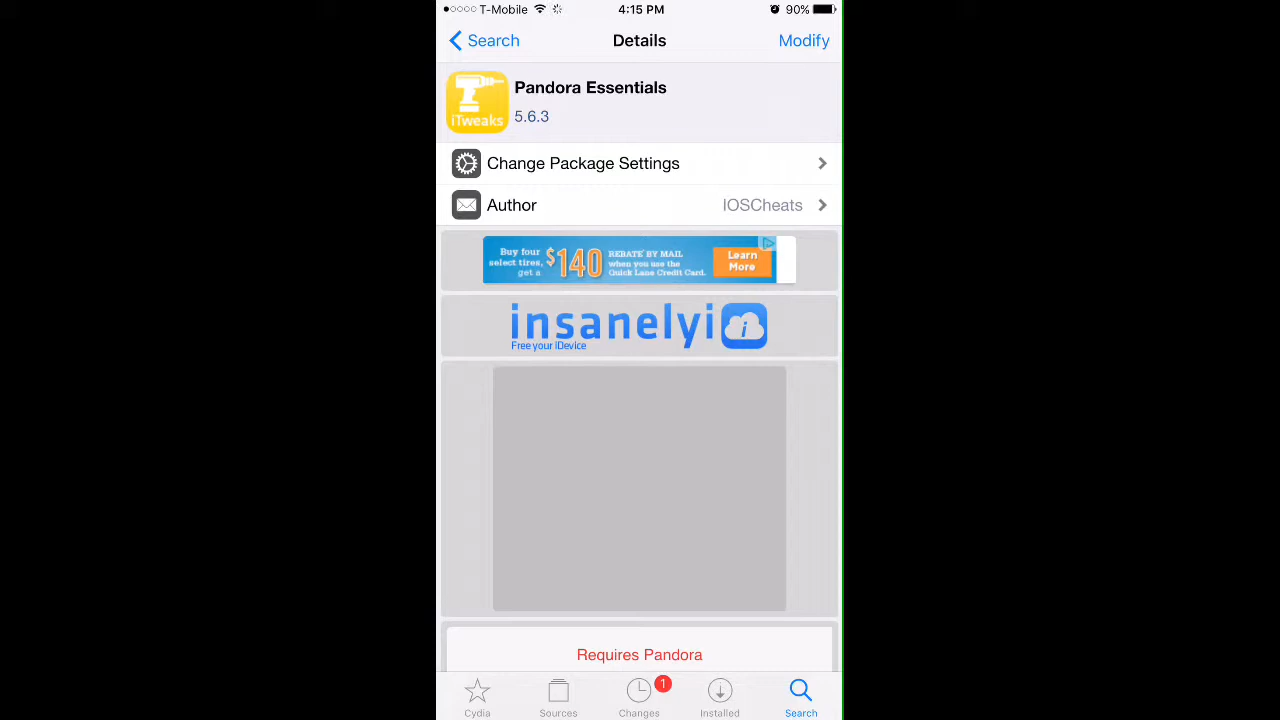 T-Mobile 4:15 PM 90%
Search Details Modify
iTweaks
Pandora Essentials
5.6.3
Change Package Settings
Author IOSCheats
Buy four
select tires,
get a
$140
REBATE BY MAIL
when you use the
Quick Lane Credit Card.
Learn
More
insanelyi
i
Free your iDevice
Requires Pandora
1
Cydia Sources Changes Installed Search